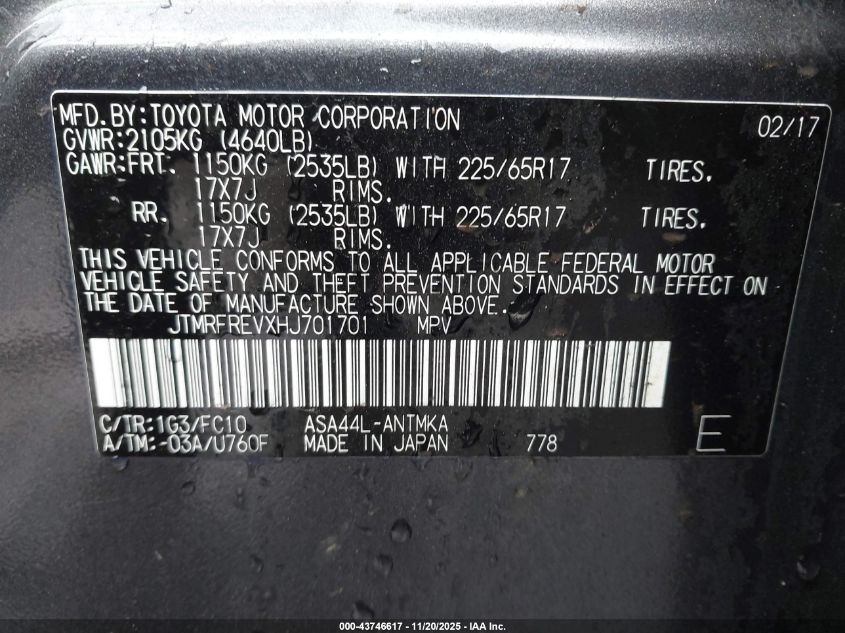 MFD.BY:TOYOTA MOTOR CORPORATION 02/17
GVWR:2105KG (4640LB)
GAWR:FRT. 1150KG (2535LB) WITH 225/65R17 TIRES.
17X7J RIMS.
RR. 1150KG (2535LB) WITH 225/65R17 TIRES.
17X7J RIMS.
THIS VEHICLE CONFORMS TO ALL APPLICABLE FEDERAL MOTOR
VEHICLE SAFETY AND THEFT PREVENTION STANDARDS IN EFFECT ON
THE DATE OF MANUFACTURE SHOWN ABOVE.
JTMRFREVXHJ701701 MPV
C/TR:1G3/FC10 ASA44L-ANTMKA
A/TM:-03A/U760F MADE IN JAPAN 778 E
000-43746617 - 11/20/2025 - IAA Inc.